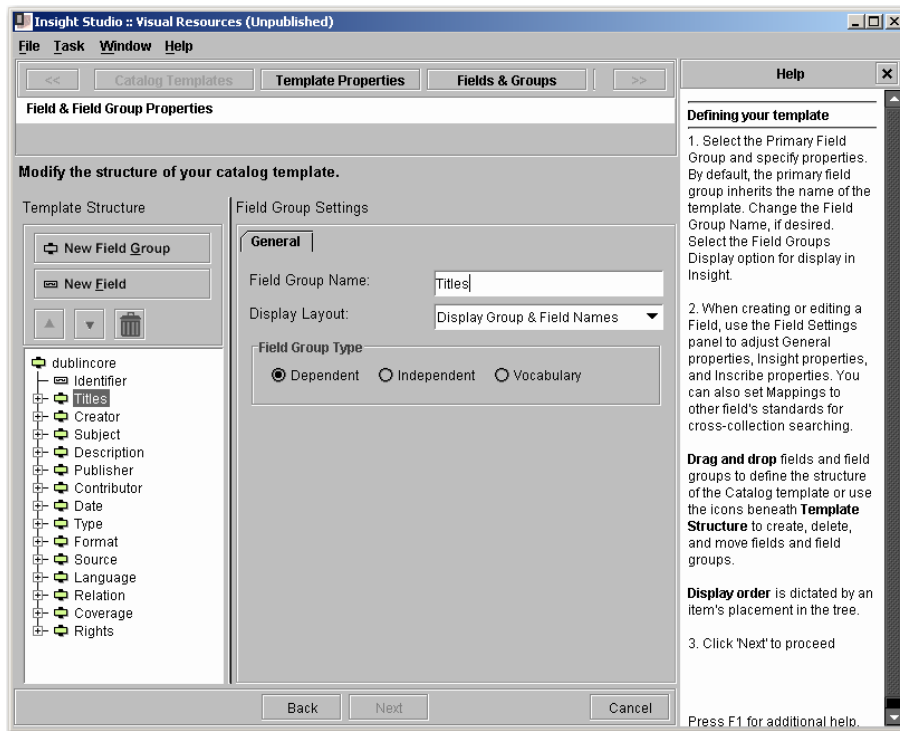 Insight Studio :: Visual Resources (Unpublished)
File Task Window Help
<< Catalog Templates Template Properties Fields & Groups >>
Field & Field Group Properties
Modify the structure of your catalog template.
Template Structure
New Field Group
New Field
dublincore
Identifier
Titles
Creator
Subject
Description
Publisher
Contributor
Date
Type
Format
Source
Language
Relation
Coverage
Rights
Field Group Settings
General
Field Group Name: Titles
Display Layout: Display Group & Field Names
Field Group Type
Dependent Independent Vocabulary
Back Next Cancel
Help
Defining your template
1. Select the Primary Field
Group and specify properties.
By default, the primary field
group inherits the name of the
template. Change the Field
Group Name, if desired.
Select the Field Groups
Display option for display in
Insight.
2. When creating or editing a
Field, use the Field Settings
panel to adjust General
properties, Insight properties,
and Inscribe properties. You
can also set Mappings to
other field's standards for
cross-collection searching.
Drag and drop fields and field
groups to define the structure
of the Catalog template or use
the icons beneath Template
Structure to create, delete,
and move fields and field
groups.
Display order is dictated by an
item's placement in the tree.
3. Click 'Next' to proceed
Press F1 for additional help.